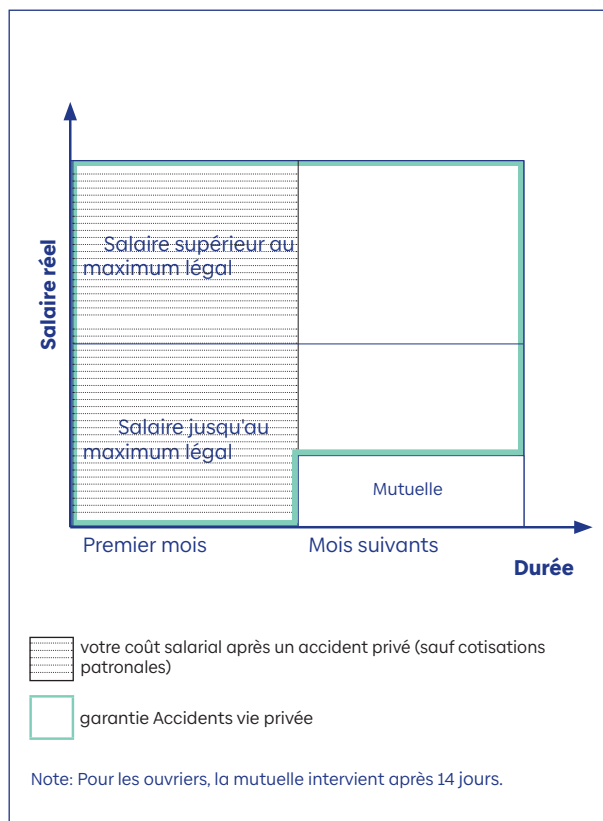 Salaire réel
Salaire supérieur au
maximum légal
Salaire jusqu'au
maximum légal
Mutuelle
Premier mois
Mois suivants
Durée
votre coût salarial après un accident privé (sauf cotisations
patronales)
garantie Accidents vie privée
Note: Pour les ouvriers, la mutuelle intervient après 14 jours.